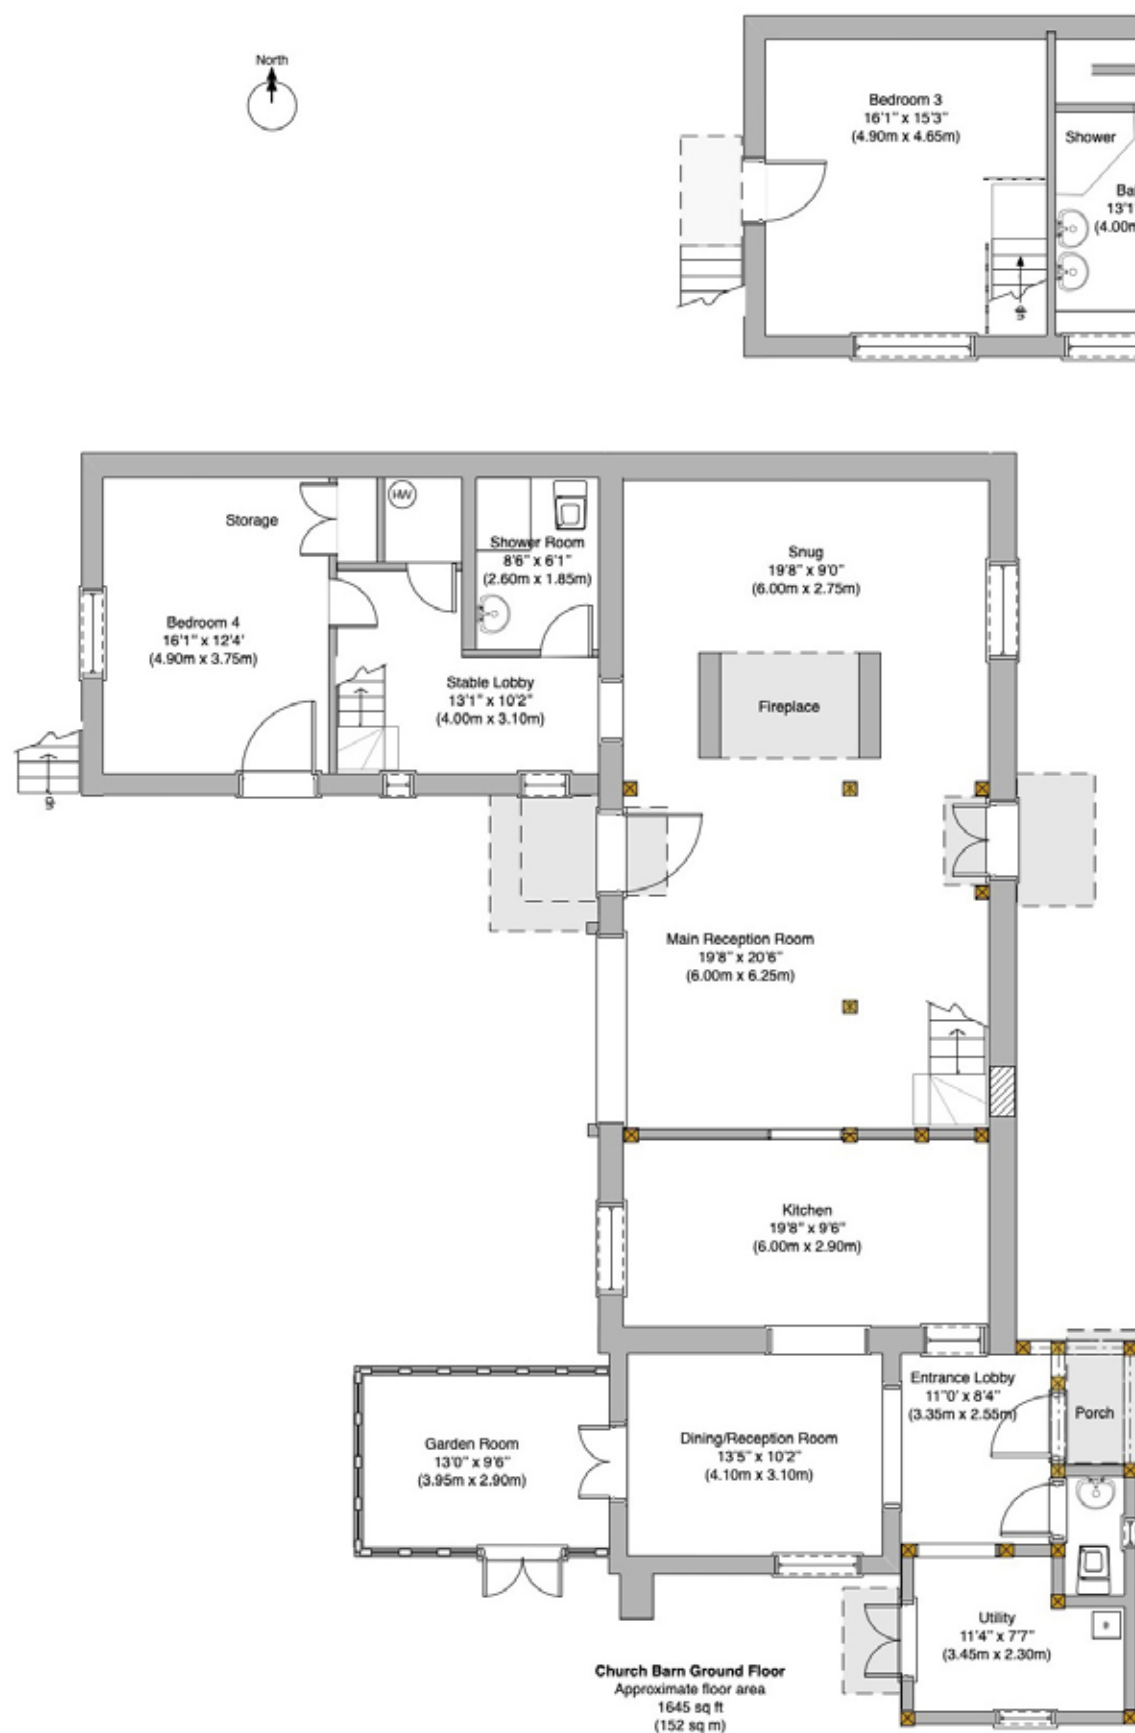 North
Bedroom 3
16'1" x 15'3"
(4.90m x 4.65m)
Shower
Ba
13'1
(4.00m
Storage
HW
Shower Room
8'6" x 6'1"
(2.60m x 1.85m)
Snug
19'8" x 9'0"
(6.00m x 2.75m)
Bedroom 4
16'1" x 12'4'
(4.90m x 3.75m)
Stable Lobby
13'1" x 10'2"
(4.00m x 3.10m)
Fireplace
Main Reception Room
19'8" x 20'6"
(6.00m x 6.25m)
Kitchen
19'8" x 9'6"
(6.00m x 2.90m)
Entrance Lobby
11'0' x 8'4"
(3.35m x 2.55m)
Porch
Garden Room
13'0" x 9'6"
(3.95m x 2.90m)
Dining/Reception Room
13'5" x 10'2"
(4.10m x 3.10m)
Utility
11'4" x 7'7"
(3.45m x 2.30m)
Church Barn Ground Floor
Approximate floor area
1645 sq ft
(152 sq m)